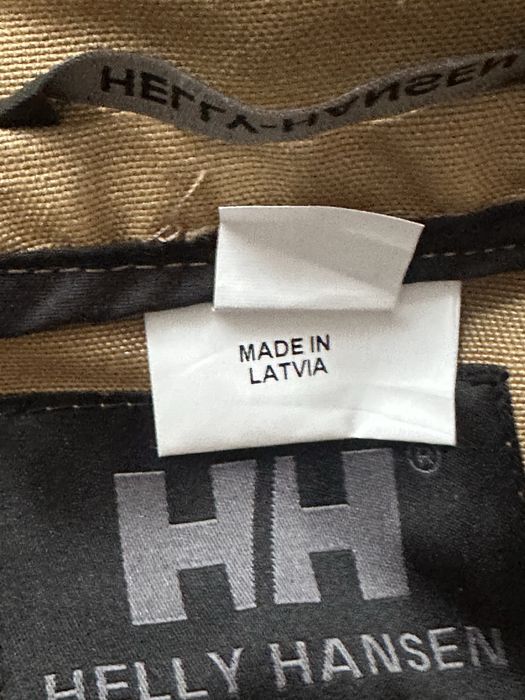 HELLY-HANSEN
MADE IN
LATVIA
HH®
HELLY HANSEN